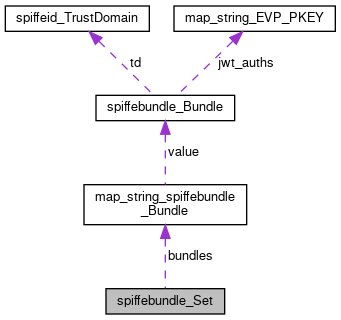 spiffeid_TrustDomain
map_string_EVP_PKEY
td
jwt_auths
spiffebundle_Bundle
value
map_string_spiffebundle
_Bundle
bundles
spiffebundle_Set